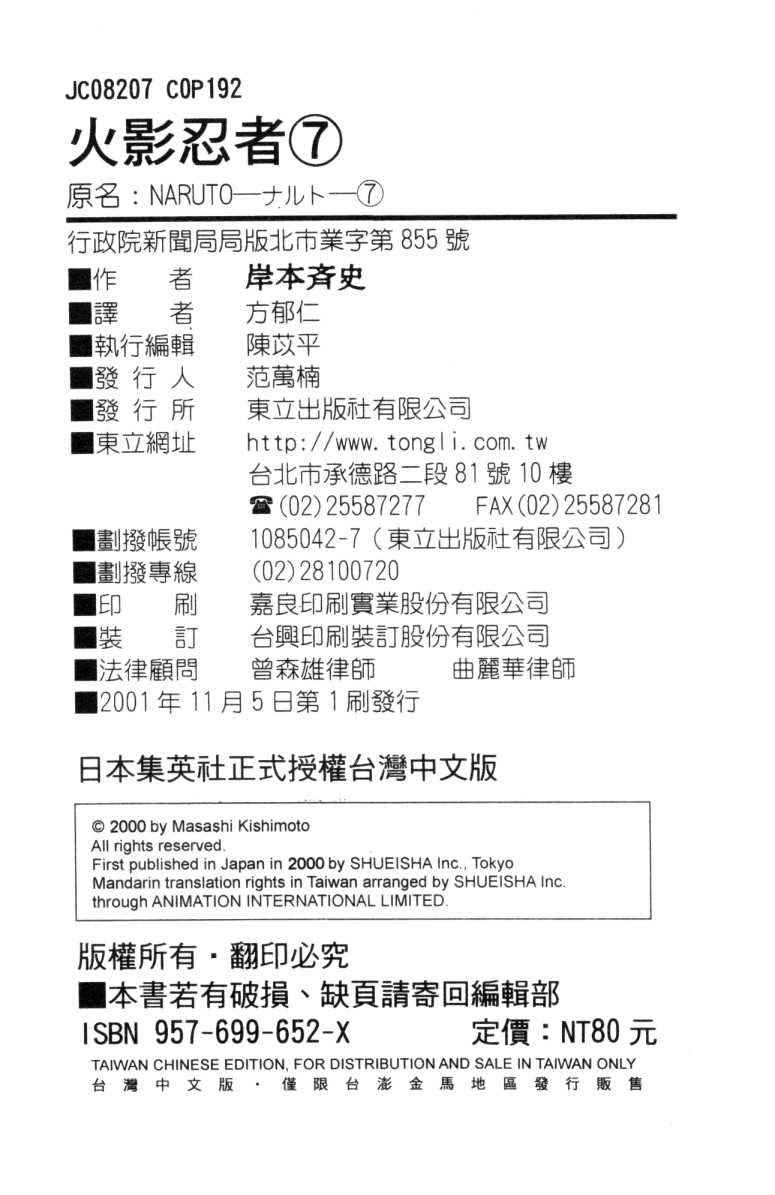 JC08207 C0P192
火影忍者⑦
原名：NARUTO—ナルト—⑦
行政院新聞局局版北市業字第 855 號
■作 者 岸本斉史
■譯 者 方郁仁
■執行編輯 陳苡平
■發 行 人 范萬楠
■發 行 所 東立出版社有限公司
■東立網址 http://www.tongli.com.tw
台北市承德路二段 81 號 10 樓
☎(02)25587277 FAX(02)25587281
■劃撥帳號 1085042-7（東立出版社有限公司）
■劃撥專線 (02)28100720
■印 刷 嘉良印刷實業股份有限公司
■裝 訂 台興印刷裝訂股份有限公司
■法律顧問 曾森雄律師 曲麗華律師
■2001 年 11 月 5 日第 1 刷發行
日本集英社正式授權台灣中文版
© 2000 by Masashi Kishimoto
All rights reserved.
First published in Japan in 2000 by SHUEISHA Inc., Tokyo
Mandarin translation rights in Taiwan arranged by SHUEISHA Inc.
through ANIMATION INTERNATIONAL LIMITED.
版權所有・翻印必究
■本書若有破損、缺頁請寄回編輯部
ISBN 957-699-652-X 定價：NT80 元
TAIWAN CHINESE EDITION, FOR DISTRIBUTION AND SALE IN TAIWAN ONLY
台灣中文版・僅限台澎金馬地區發行販售